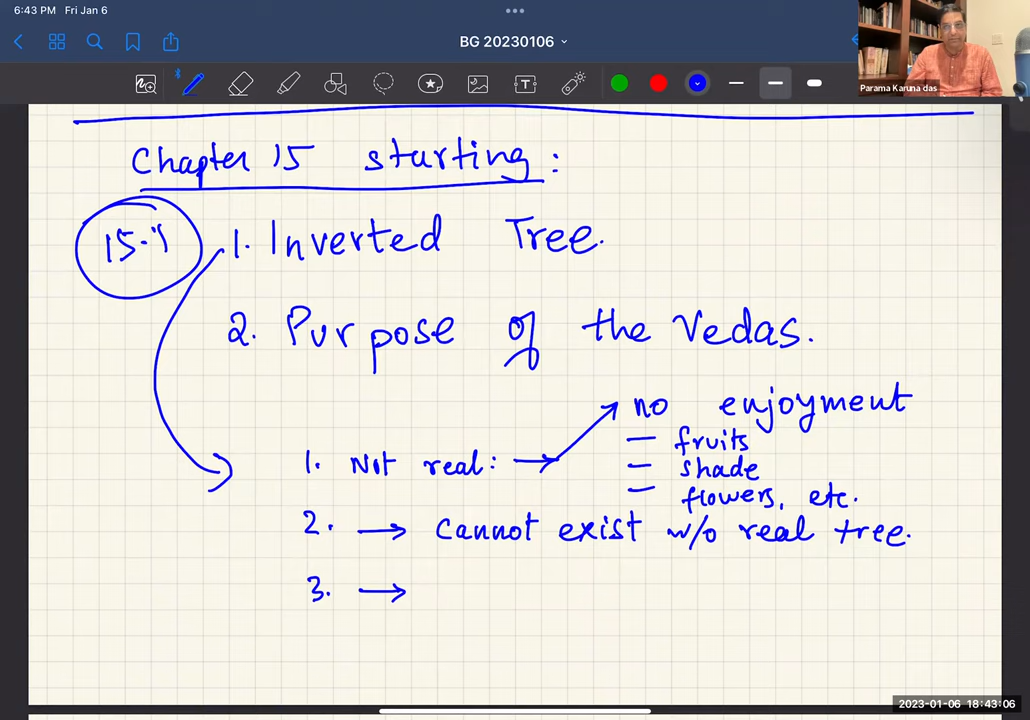 6:43 PM Fri Jan 6
BG 20230106
Parama Karuna das
Chapter 15 starting:
15.1
1. Inverted Tree.
2. Purpose of the Vedas.
1. Not real: → no enjoyment
— fruits
— shade
— flowers, etc.
2. → cannot exist w/o real tree.
3. →
2023-01-06 18:43:06